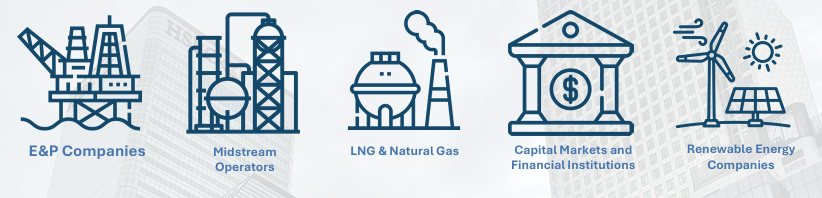 E&P Companies
Midstream
Operators
LNG & Natural Gas
Capital Markets and
Financial Institutions
Renewable Energy
Companies
$